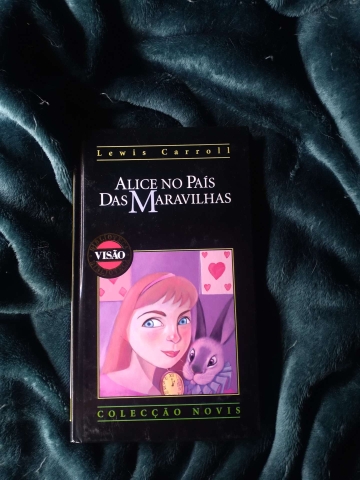 Lewis Carroll
ALICE NO PAÍS
DAS MARAVILHAS
VISÃO
COLECÇÃO NOVIS